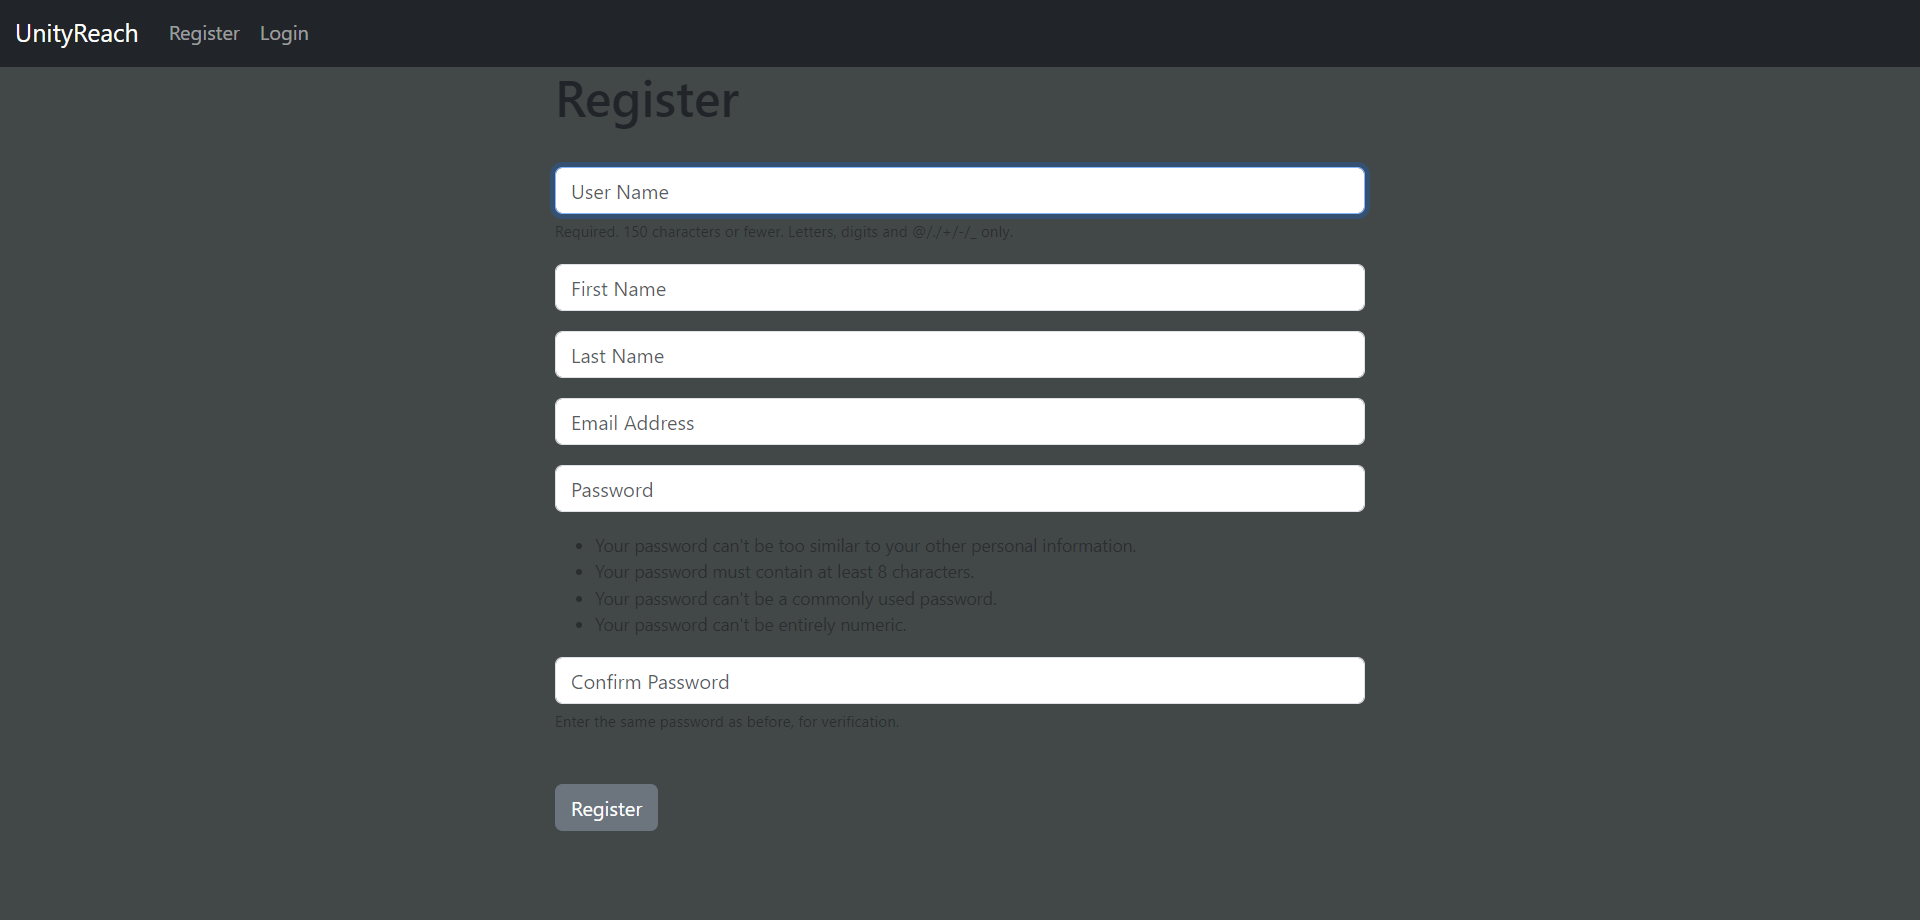 UnityReach Register Login
Register
User Name
Required. 150 characters or fewer. Letters, digits and @/./+/-/_ only.
First Name
Last Name
Email Address
Password
• Your password can't be too similar to your other personal information.
• Your password must contain at least 8 characters.
• Your password can't be a commonly used password.
• Your password can't be entirely numeric.
Confirm Password
Enter the same password as before, for verification.
Register